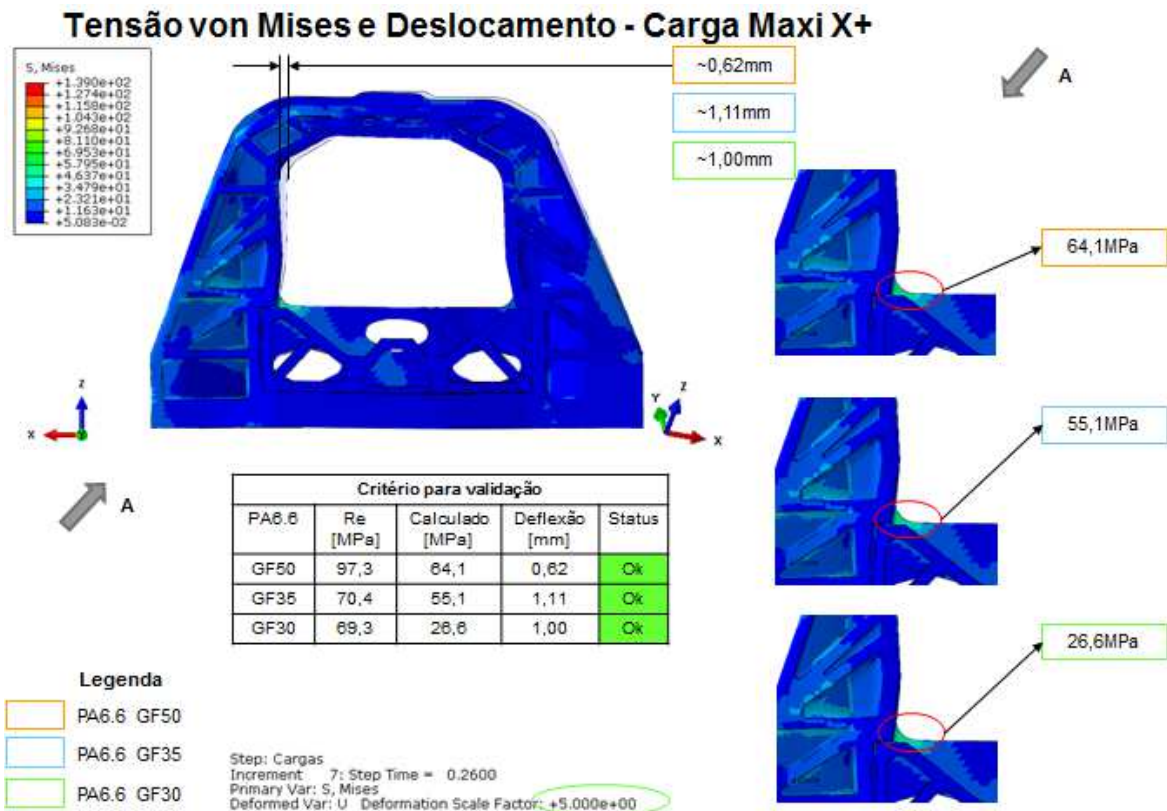 Tensão von Mises e Deslocamento - Carga Maxi X+
S, Mises
+1.390e+02
+1.274e+02
+1.158e+02
+1.043e+02
+9.268e+01
+8.110e+01
+6.953e+01
+5.795e+01
+4.637e+01
+3.479e+01
+2.321e+01
+1.163e+01
+5.083e-02
~0,62mm
~1,11mm
~1,00mm
A
64,1MPa
55,1MPa
26,6MPa
Z
X
Y
Y
Z
X
A
Critério para validação
PA6.6 Re [MPa] Calculado [MPa] Deflexão [mm] Status
GF50 97,3 64,1 0,62 Ok
GF35 70,4 55,1 1,11 Ok
GF30 69,3 26,6 1,00 Ok
Legenda
PA6.6 GF50
PA6.6 GF35
PA6.6 GF30
Step: Cargas
Increment 7: Step Time = 0.2600
Primary Var: S, Mises
Deformed Var: U Deformation Scale Factor: +5.000e+00